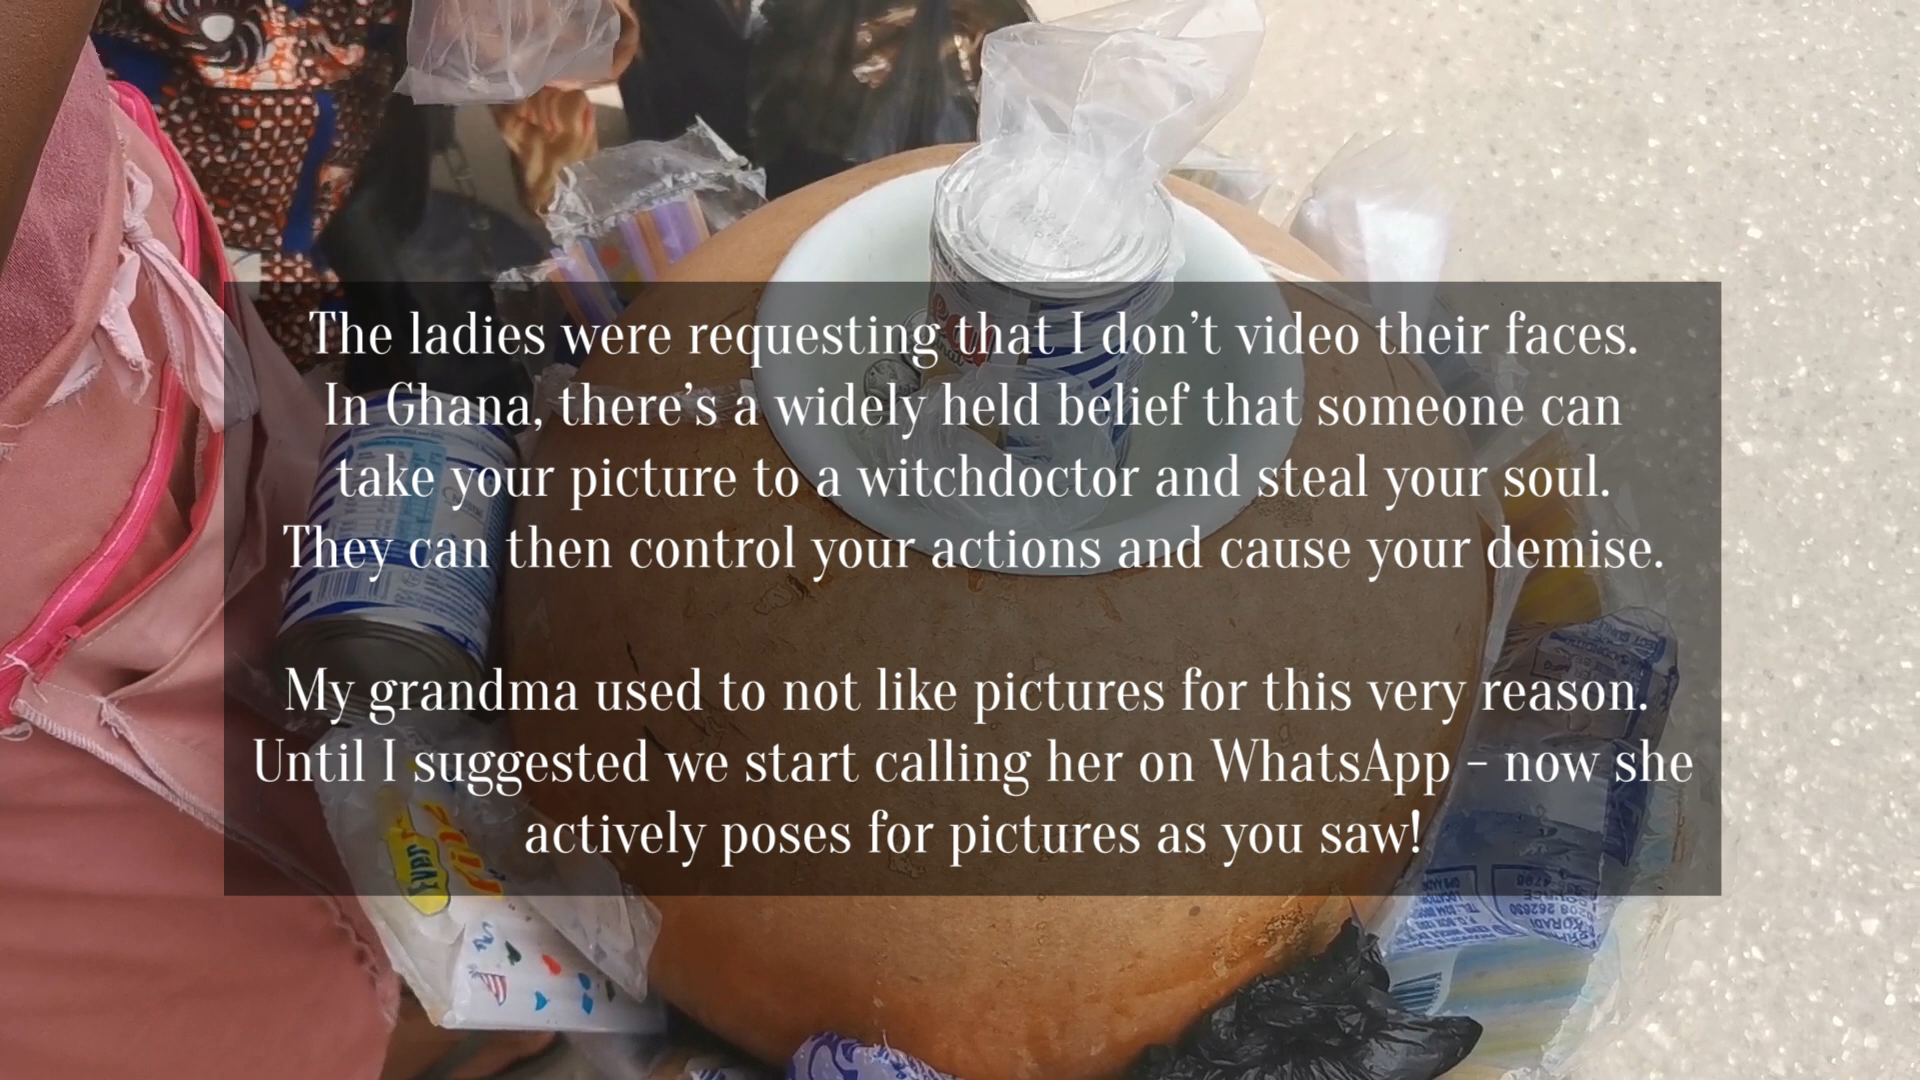 The ladies were requesting that I don't video their faces.
In Ghana, there's a widely held belief that someone can
take your picture to a witchdoctor and steal your soul.
They can then control your actions and cause your demise.
My grandma used to not like pictures for this very reason.
Until I suggested we start calling her on WhatsApp – now she
actively poses for pictures as you saw!
Ever